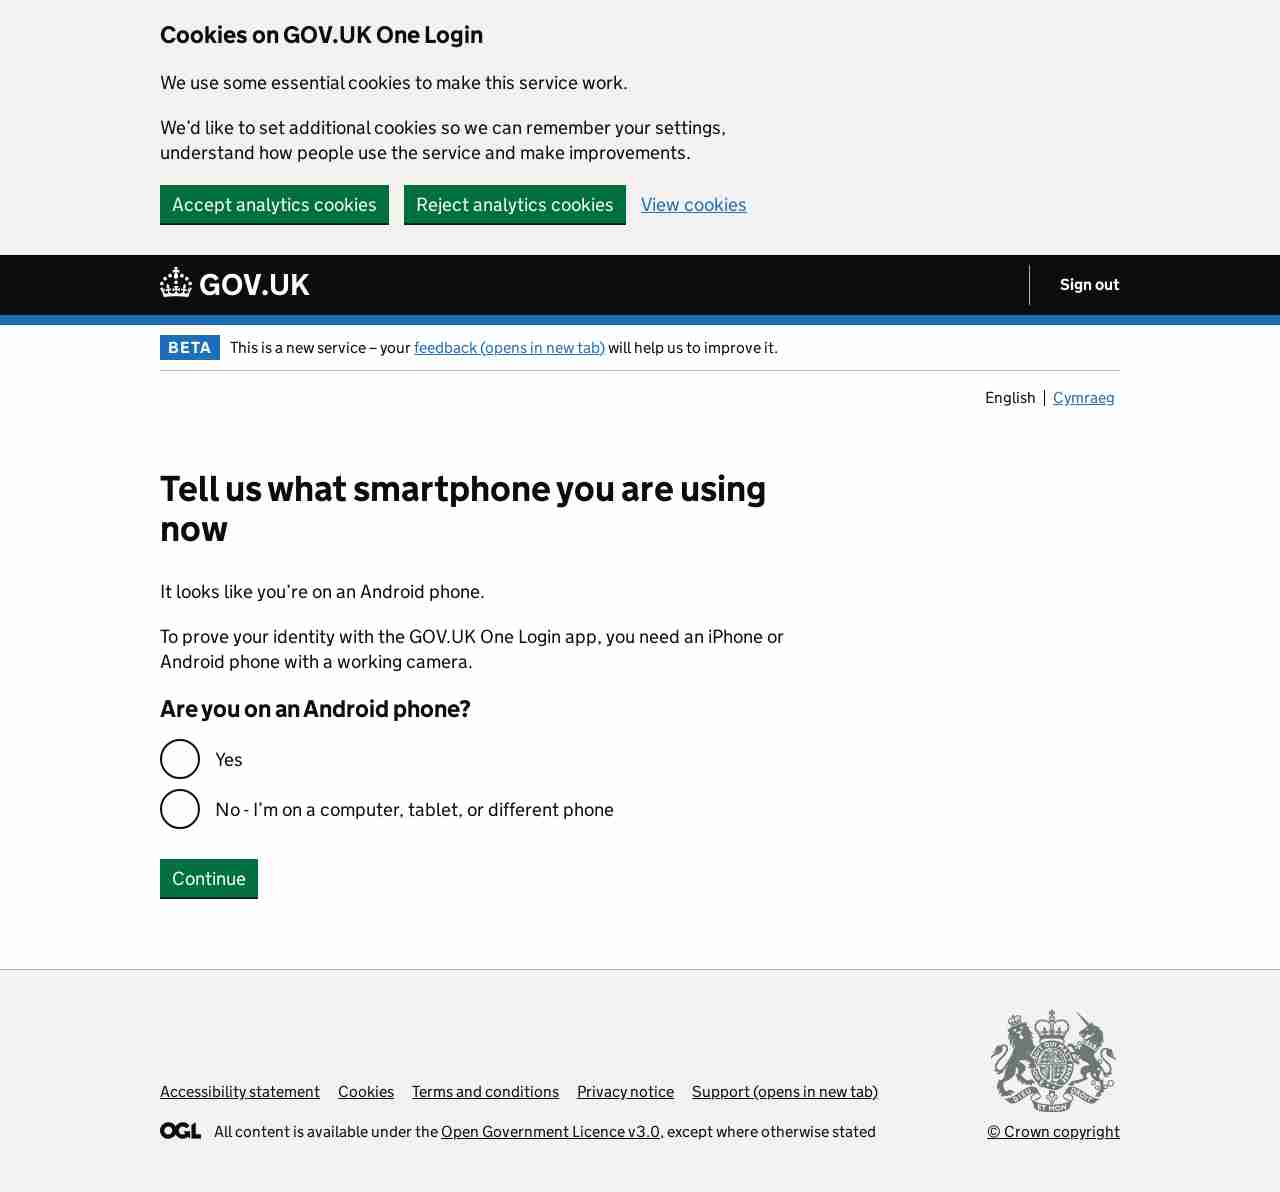 Cookies on GOV.UK One Login
We use some essential cookies to make this service work.
We’d like to set additional cookies so we can remember your settings,
understand how people use the service and make improvements.
Accept analytics cookies
Reject analytics cookies
View cookies
GOV.UK
Sign out
BETA
This is a new service – your feedback (opens in new tab) will help us to improve it.
English
Cymraeg
Tell us what smartphone you are using
now
It looks like you’re on an Android phone.
To prove your identity with the GOV.UK One Login app, you need an iPhone or
Android phone with a working camera.
Are you on an Android phone?
Yes
No - I’m on a computer, tablet, or different phone
Continue
Accessibility statement
Cookies
Terms and conditions
Privacy notice
Support (opens in new tab)
OGL
All content is available under the Open Government Licence v3.0, except where otherwise stated
© Crown copyright